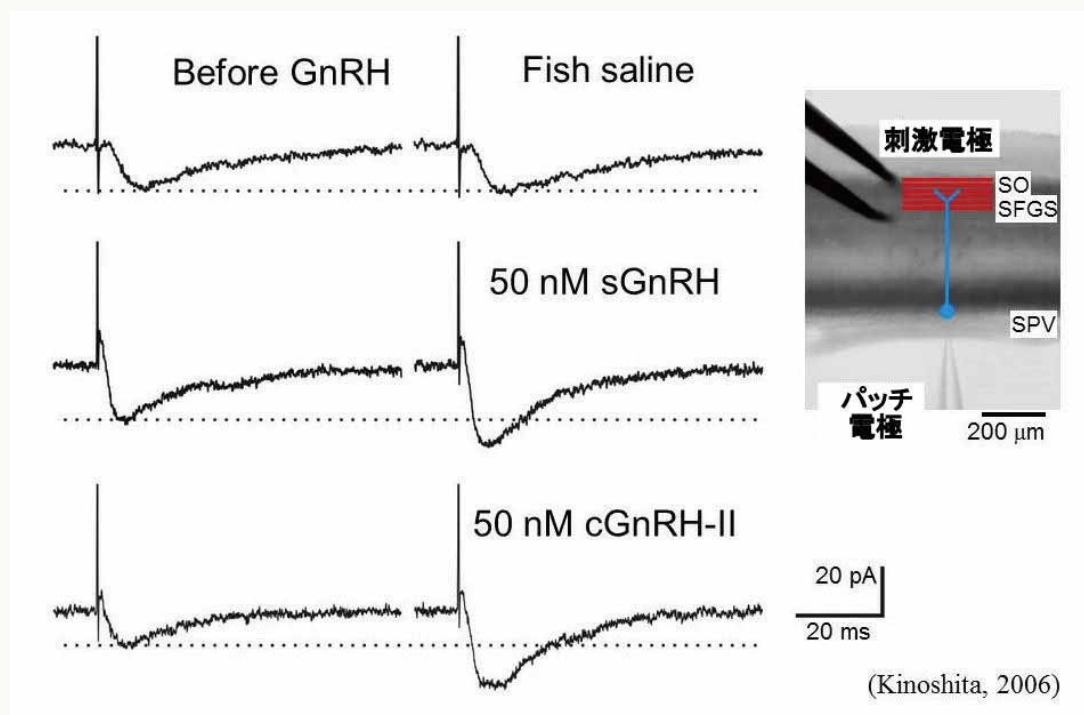 Before GnRH
Fish saline
50 nM sGnRH
50 nM cGnRH-II
刺激電極
SO
SFGS
SPV
パッチ
電極
200 μm
20 pA
20 ms
(Kinoshita, 2006)